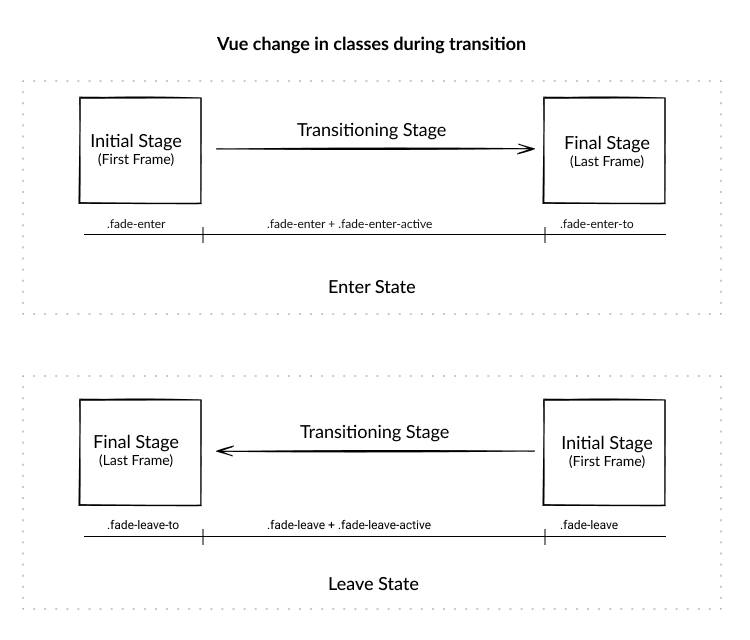 Vue change in classes during transition
Initial Stage
(First Frame)
Transitioning Stage
Final Stage
(Last Frame)
.fade-enter
.fade-enter + .fade-enter-active
.fade-enter-to
Enter State
Final Stage
(Last Frame)
Transitioning Stage
Initial Stage
(First Frame)
.fade-leave-to
.fade-leave + .fade-leave-active
.fade-leave
Leave State